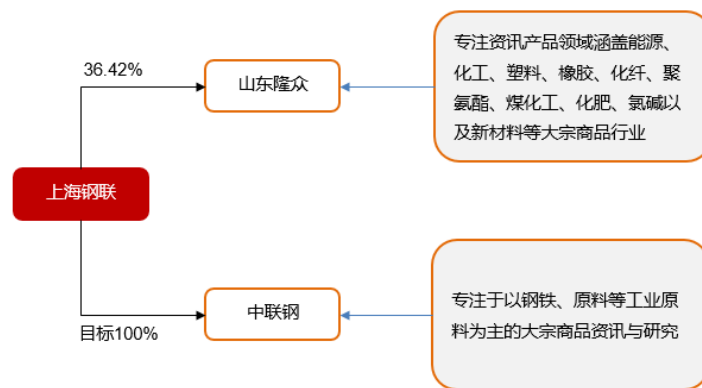 专注资讯产品领域涵盖能源、
化工、塑料、橡胶、化纤、聚
氨酯、煤化工、化肥、氯碱以
及新材料等大宗商品行业
36.42%
山东隆众
上海钢联
中联钢
目标100%
专注于以钢铁、原料等工业原
料为主的大宗商品资讯与研究